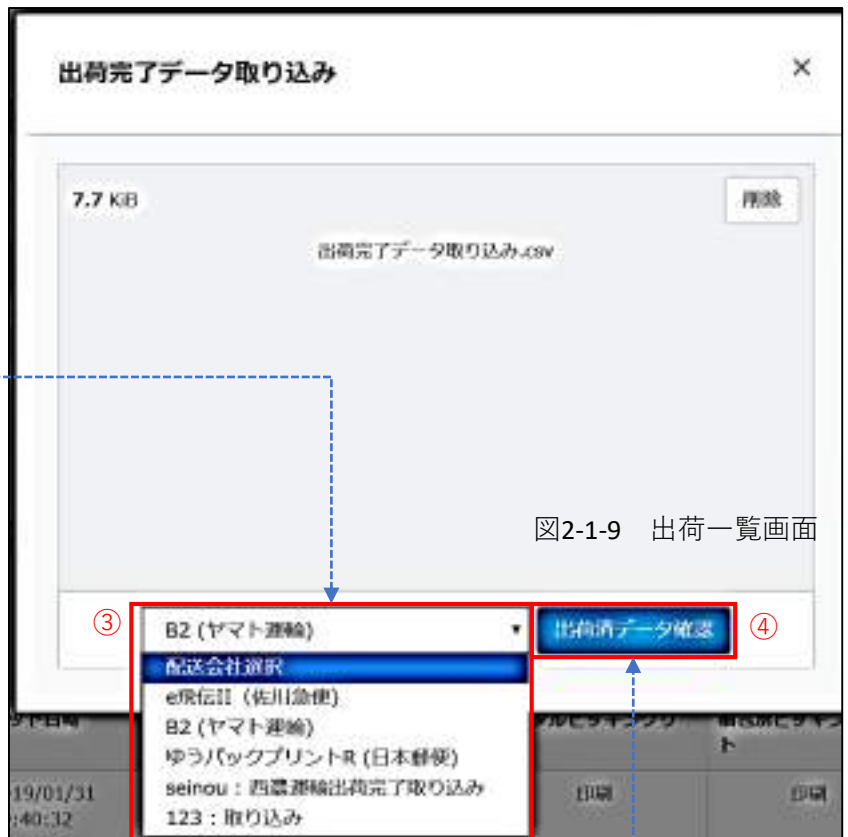 出荷完了データ取り込み ×
7.7 KiB
削除
出荷完了データ取り込み.csv
図2-1-9 出荷一覧画面
③
B2 (ヤマト運輸)
出荷済データ確認
④
配送会社選択
e飛伝II (佐川急便)
B2 (ヤマト運輸)
ゆうパックプリントR (日本郵便)
seinou：西濃運輸出荷完了取り込み
123：取り込み
19/01/31
:40:32
印刷
印刷